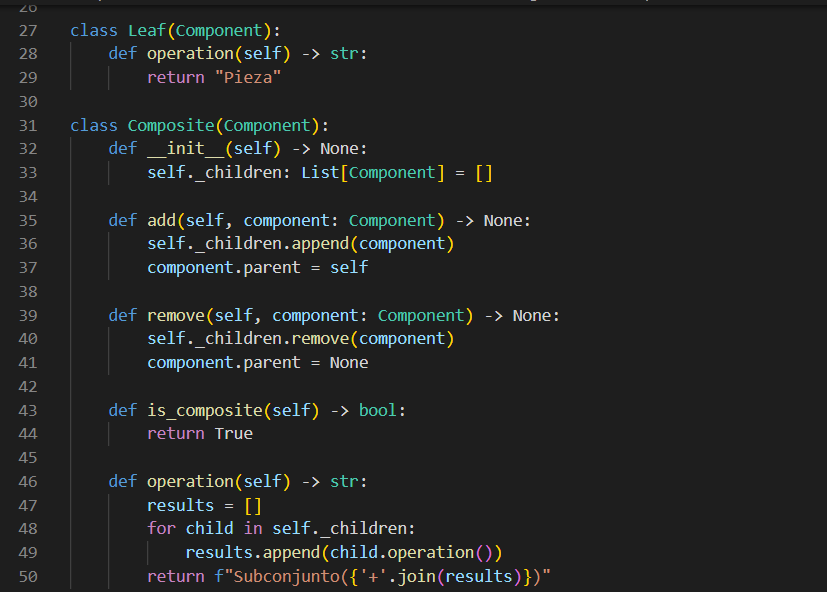 26
27 class Leaf(Component):
28     def operation(self) -> str:
29         return "Pieza"
30
31 class Composite(Component):
32     def __init__(self) -> None:
33         self._children: List[Component] = []
34
35     def add(self, component: Component) -> None:
36         self._children.append(component)
37         component.parent = self
38
39     def remove(self, component: Component) -> None:
40         self._children.remove(component)
41         component.parent = None
42
43     def is_composite(self) -> bool:
44         return True
45
46     def operation(self) -> str:
47         results = []
48         for child in self._children:
49             results.append(child.operation())
50         return f"Subconjunto({'+'.join(results)})"